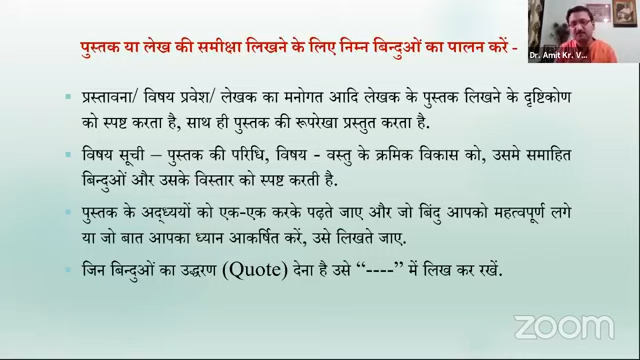 पुस्तक या लेख की समीक्षा लिखने के लिए निम्न बिन्दुओं का पालन करें -
Dr. Amit Kr. V...
प्रस्तावना/ विषय प्रवेश/ लेखक का मनोगत आदि लेखक के पुस्तक लिखने के दृष्टिकोण
को स्पष्ट करता है, साथ ही पुस्तक की रूपरेखा प्रस्तुत करता है.
विषय सूची – पुस्तक की परिधि, विषय - वस्तु के क्रमिक विकास को, उसमे समाहित
बिन्दुओं और उसके विस्तार को स्पष्ट करती है.
पुस्तक के अद्ध्यायों को एक-एक करके पढ़ते जाए और जो बिंदु आपको महत्वपूर्ण लगे
या जो बात आपका ध्यान आकर्षित करें, उसे लिखते जाए.
जिन बिन्दुओं का उद्धरण (Quote) देना है उसे “----” में लिख कर रखें.
zoom